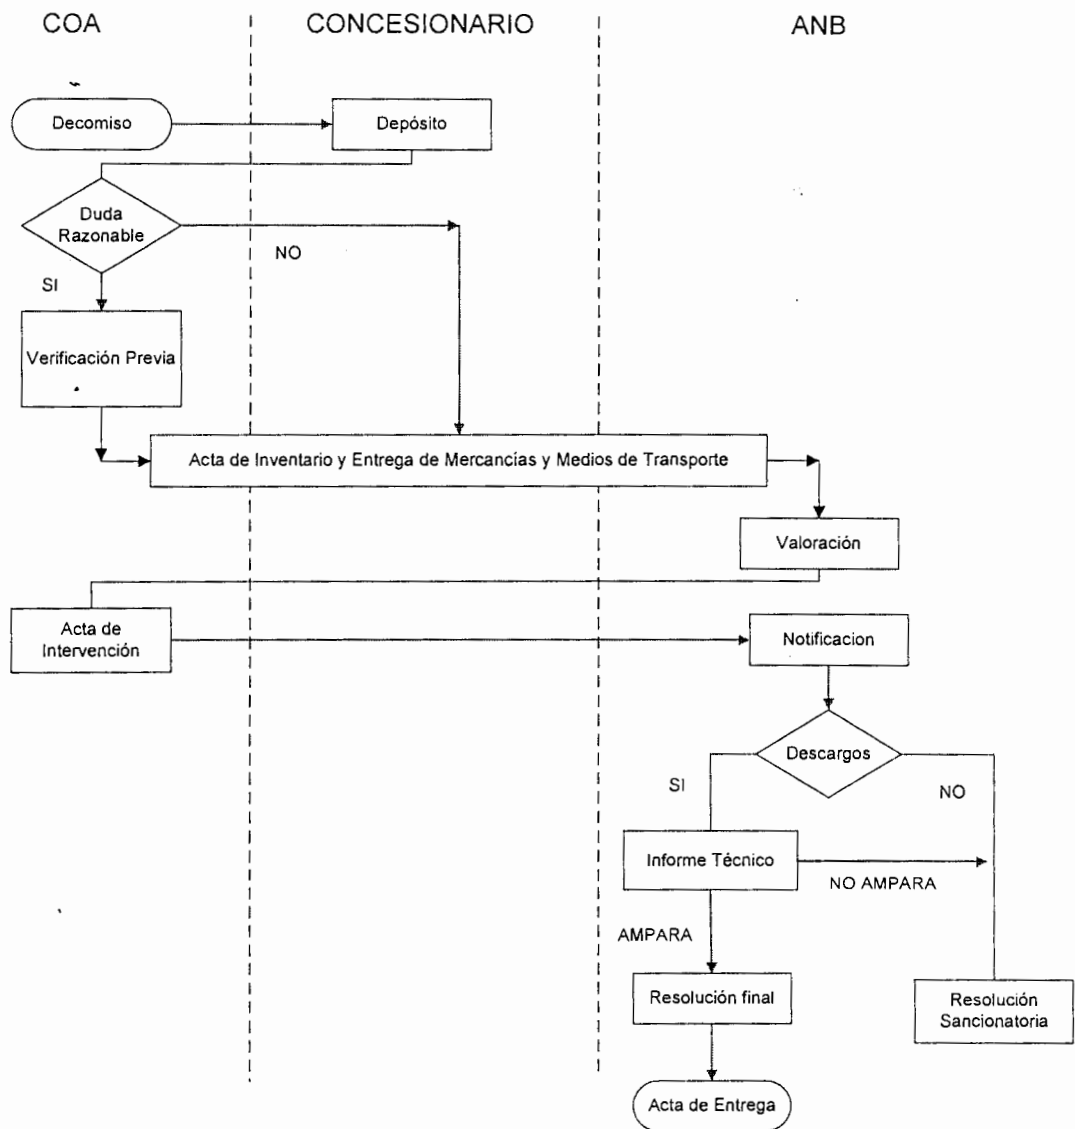 COA
CONCESIONARIO
ANB
Decomiso
Depósito
Duda
Razonable
NO
SI
Verificación Previa
Acta de Inventario y Entrega de Mercancías y Medios de Transporte
Valoración
Acta de
Intervención
Notificacion
Descargos
SI
NO
Informe Técnico
NO AMPARA
AMPARA
Resolución final
Resolución
Sancionatoria
Acta de Entrega